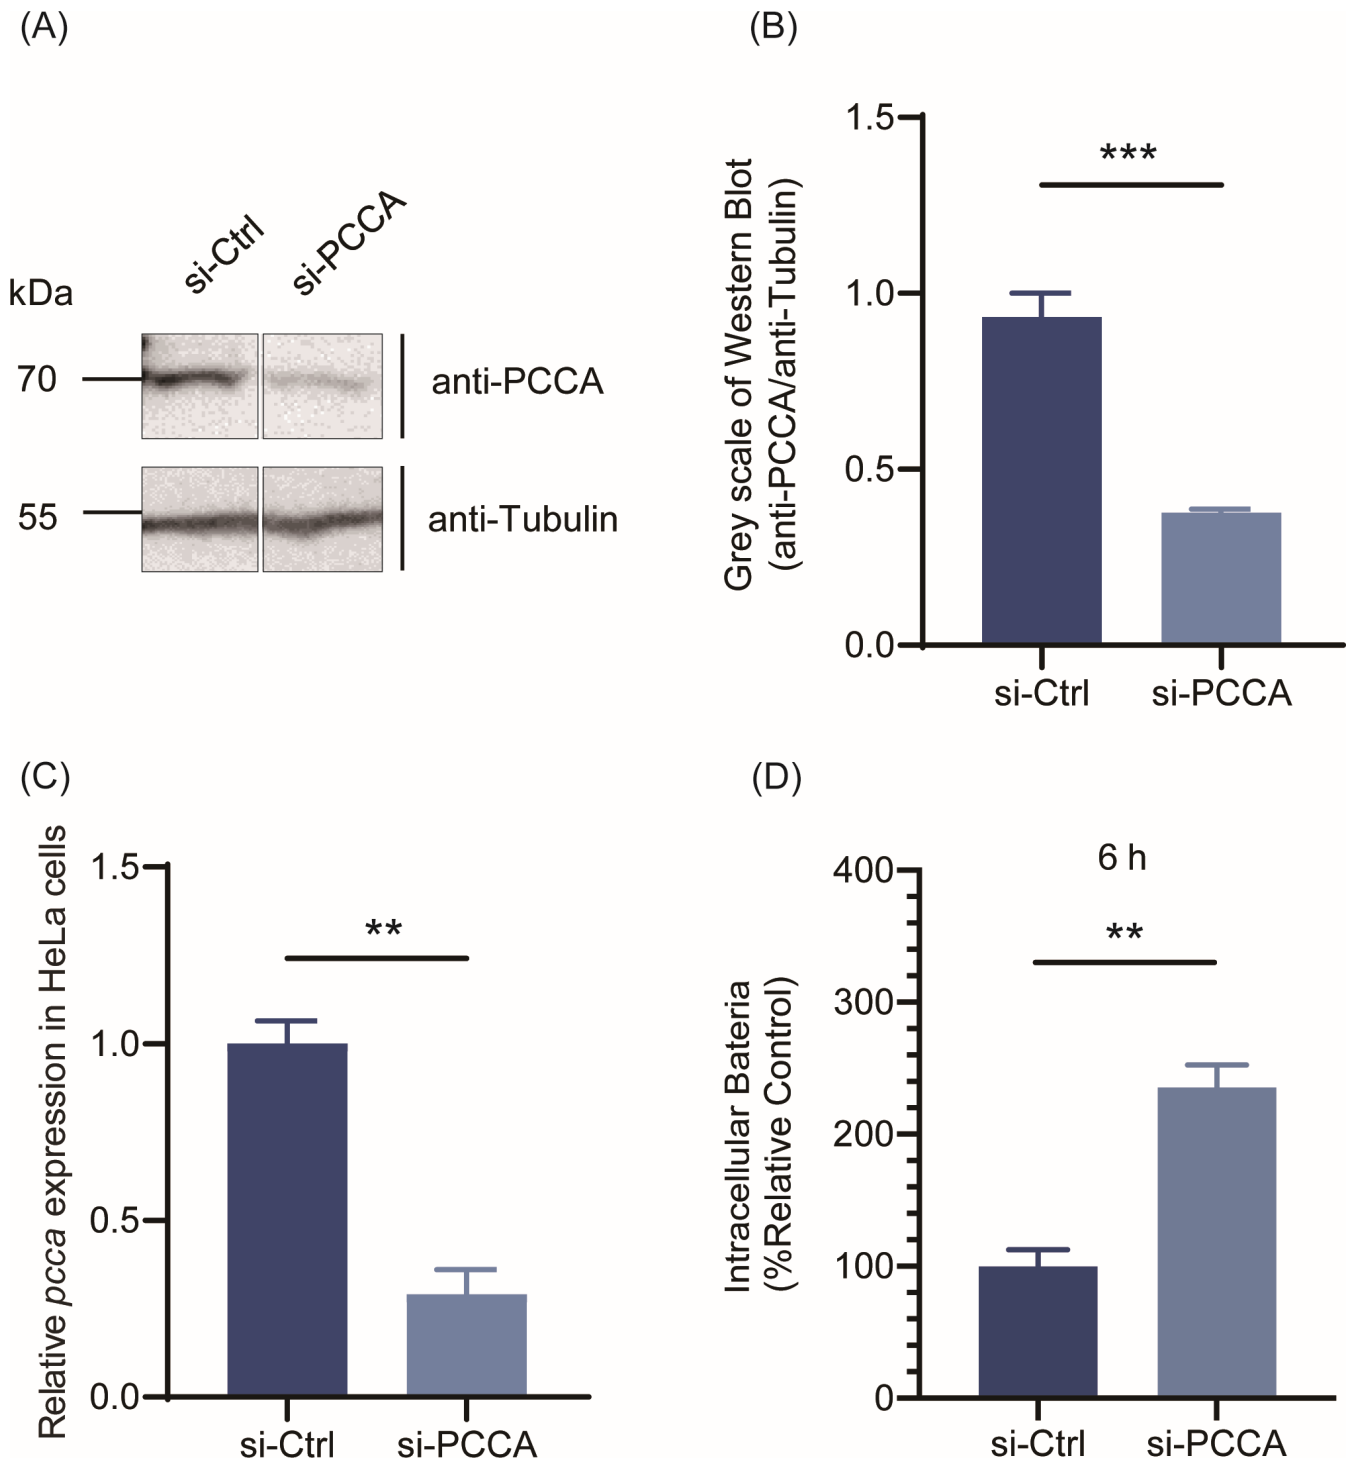 (A)
si-Ctrl
si-PCCA
kDa
70
anti-PCCA
55
anti-Tubulin
(B)
Grey scale of Western Blot
(anti-PCCA/anti-Tubulin)
1.5
1.0
0.5
0.0
***
si-Ctrl
si-PCCA
(C)
Relative pcca expression in HeLa cells
1.5
1.0
0.5
0.0
**
si-Ctrl
si-PCCA
(D)
6 h
Intracellular Bateria
(%Relative Control)
400
300
200
100
0
**
si-Ctrl
si-PCCA